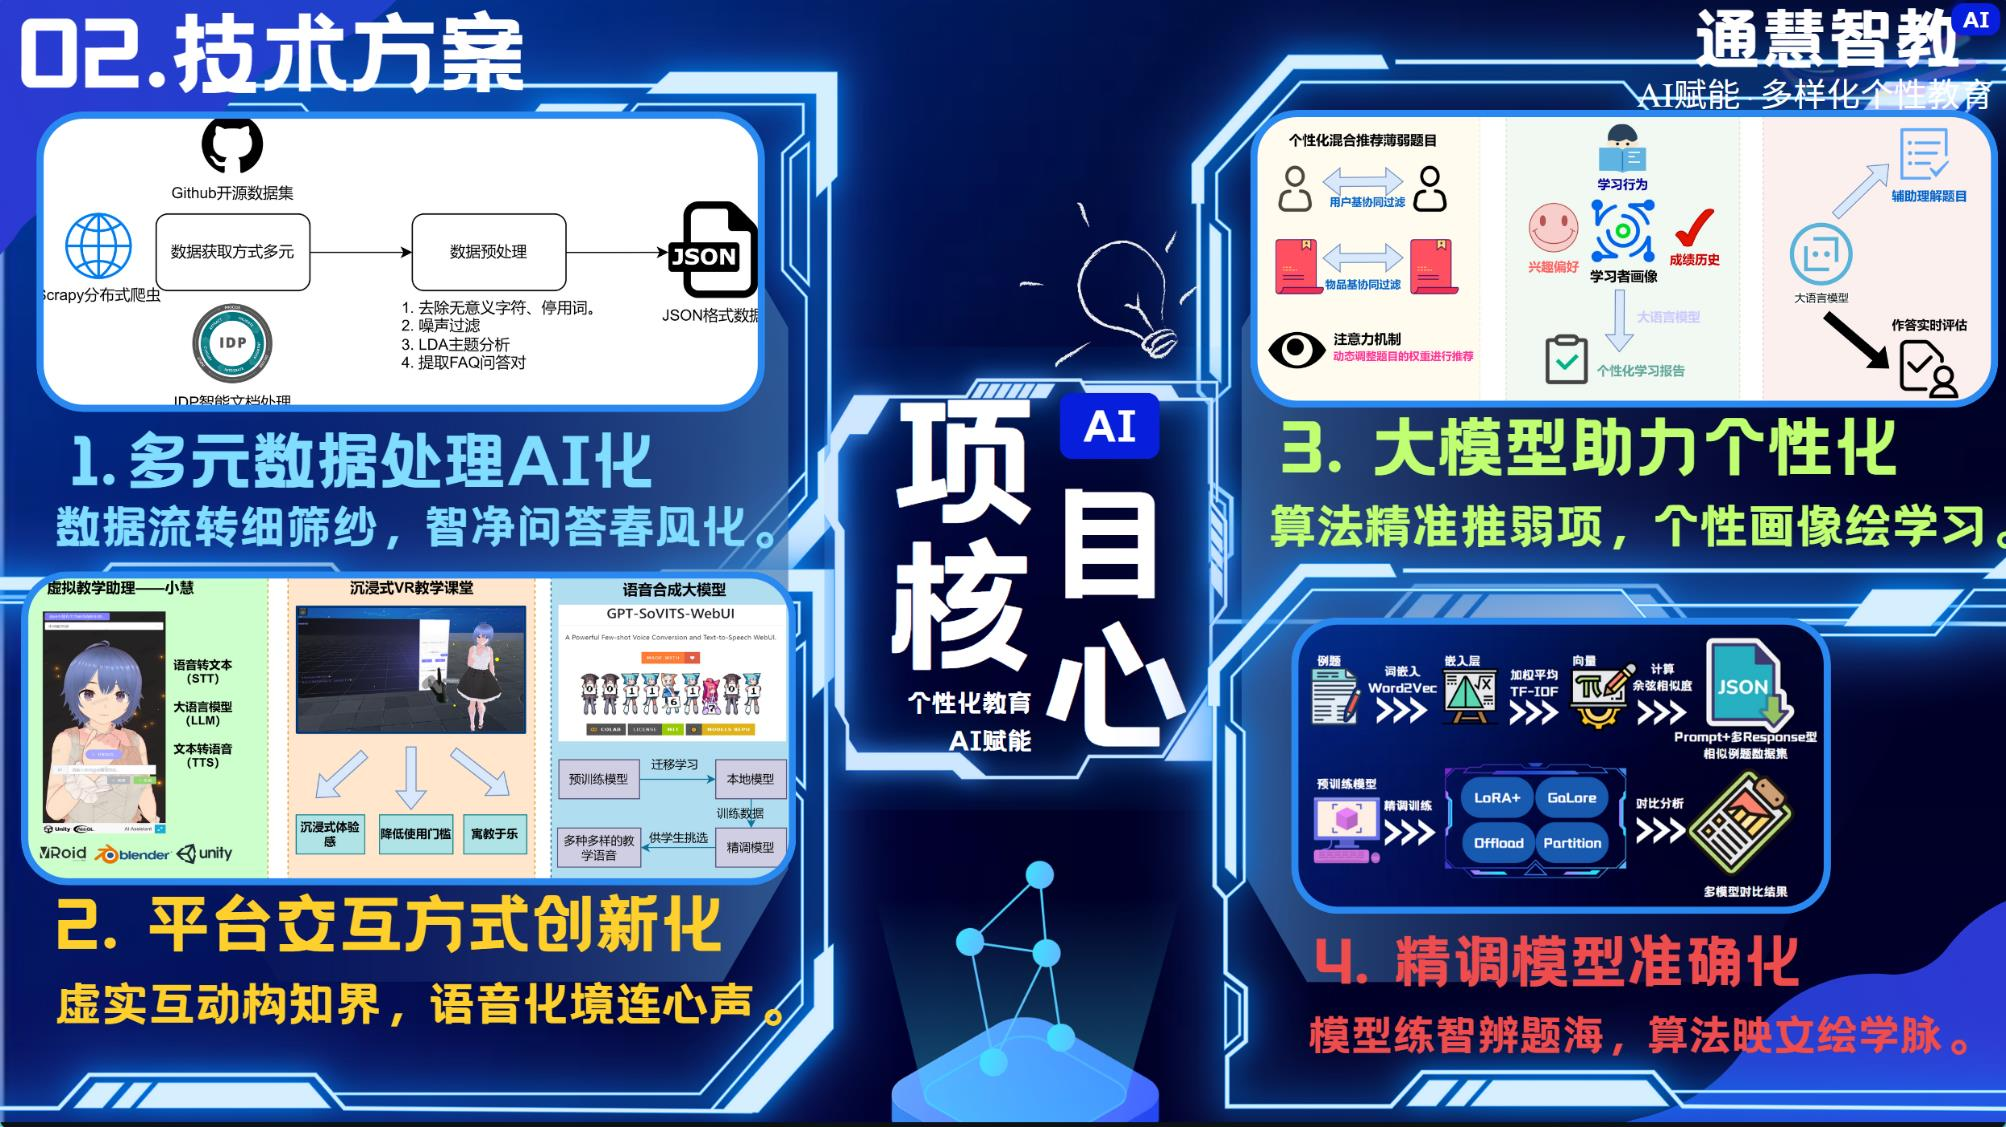 02.技术方案
通慧智教
AI
AI赋能·多样化个性教育
Github开源数据集
Scrapy分布式爬虫
数据获取方式多元
数据预处理
JSON
JSON格式数据
IDP
IDP智能文档处理
1. 去除无意义字符、停用词。
2. 噪声过滤
3. LDA主题分析
4. 提取FAQ问答对
1.多元数据处理AI化
数据流转细筛纱，智净问答春风化。
虚拟教学助理——小慧
语音转文本
(STT)
大语言模型
(LLM)
文本转语音
(TTS)
Unity
AI Assistant
VRoid
blender
unity
沉浸式VR教学课堂
沉浸式体验感
降低使用门槛
寓教于乐
语音合成大模型
GPT-SoVITS-WebUI
A Powerful Few-shot Voice Conversion and Text-to-Speech WebUI.
MADE WITH
COLAB
LICENSE MIT
MODELS REPO
预训练模型
迁移学习
本地模型
训练数据
多种多样的教学语音
供学生挑选
精调模型
2. 平台交互方式创新化
虚实互动构知界，语音化境连心声。
项目核心
AI
个性化教育
AI赋能
个性化混合推荐薄弱题目
用户基协同过滤
物品基协同过滤
注意力机制
动态调整题目的权重进行推荐
学习行为
兴趣偏好
学习者画像
成绩历史
大语言模型
个性化学习报告
辅助理解题目
大语言模型
作答实时评估
3. 大模型助力个性化
算法精准推弱项，个性画像绘学习。
例题
词嵌入
Word2Vec
嵌入层
加权平均
TF-IDF
向量
计算
余弦相似度
JSON
Prompt+多Response型
相似例题数据集
预训练模型
精调训练
LoRA+
GaLore
Offload
Partition
对比分析
多模型对比结果
4. 精调模型准确化
模型练智辨题海，算法映文绘学脉。